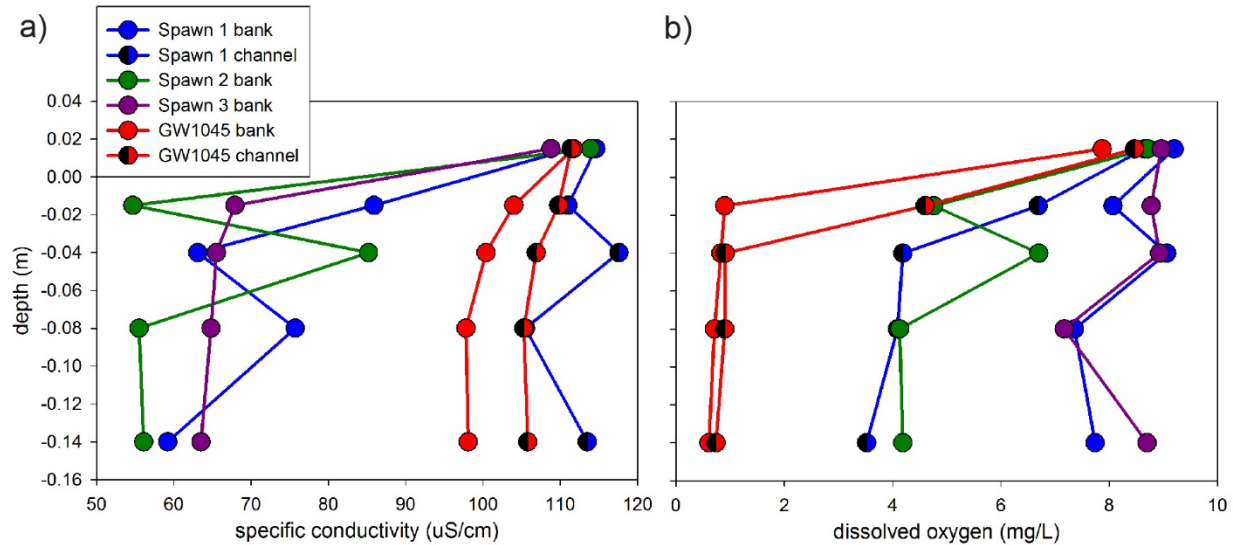 a)
Spawn 1 bank
Spawn 1 channel
Spawn 2 bank
Spawn 3 bank
GW1045 bank
GW1045 channel
b)
0.04
0.02
0.00
-0.02
-0.04
-0.06
-0.08
-0.10
-0.12
-0.14
-0.16
depth (m)
50 60 70 80 90 100 110 120
specific conductivity (uS/cm)
0 2 4 6 8 10
dissolved oxygen (mg/L)